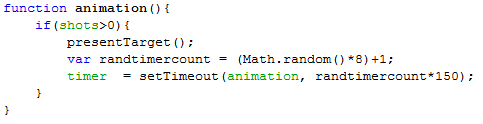 function animation(){
    if(shots>0){
        presentTarget();
        var randtimercount = (Math.random()*8)+1;
        timer  = setTimeout(animation, randtimercount*150);
    }
}